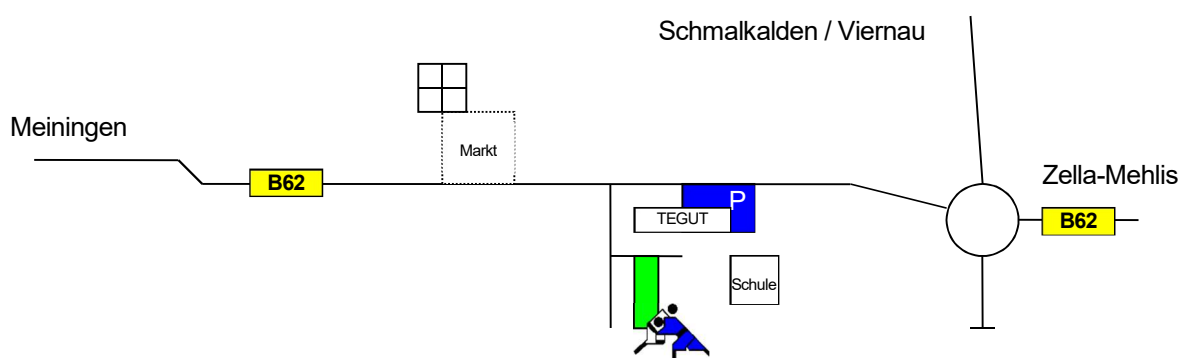 Schmalkalden / Viernau
Meiningen
Markt
Zella-Mehlis
B62
P
TEGUT
B62
Schule